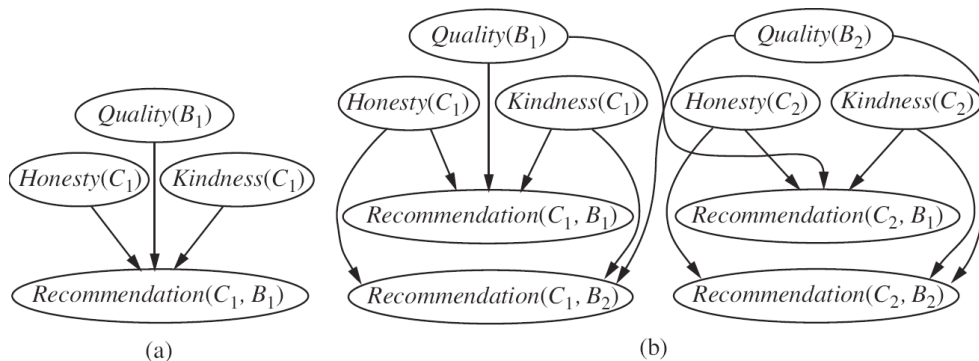 Quality(B1)
Honesty(C1) Kindness(C1)
Recommendation(C1, B1)
(a)
Quality(B1) Quality(B2)
Honesty(C1) Kindness(C1) Honesty(C2) Kindness(C2)
Recommendation(C1, B1) Recommendation(C2, B1)
Recommendation(C1, B2) Recommendation(C2, B2)
(b)